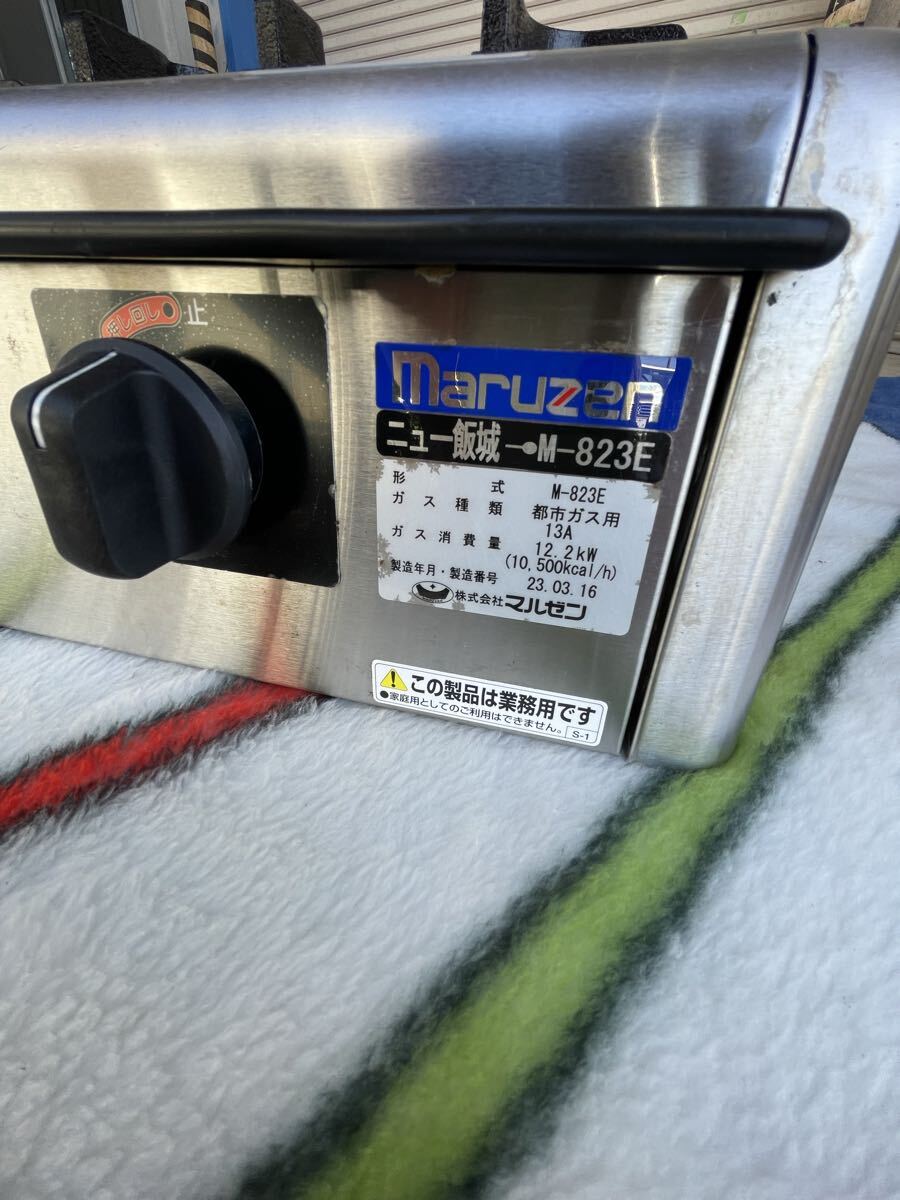 し回し
止
maruzen
ニュー飯城 M-823E
形式 M-823E
ガス種類 都市ガス用
13A
ガス消費量 12.2kW
(10,500kcal/h)
製造年月・製造番号 23.03.16
株式会社マルゼン
この製品は業務用です
●家庭用としてのご利用はできません。
S-1